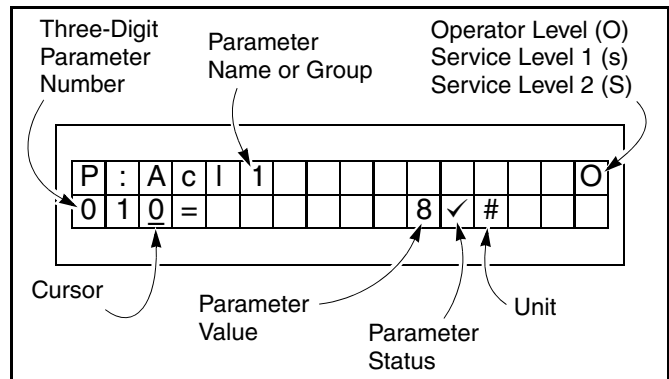 Three-Digit
Parameter
Number
Parameter
Name or Group
Operator Level (O)
Service Level 1 (s)
Service Level 2 (S)
P : A c l 1 O
0 1 0 = 8 ✓ #
Cursor
Parameter
Value
Parameter
Status
Unit